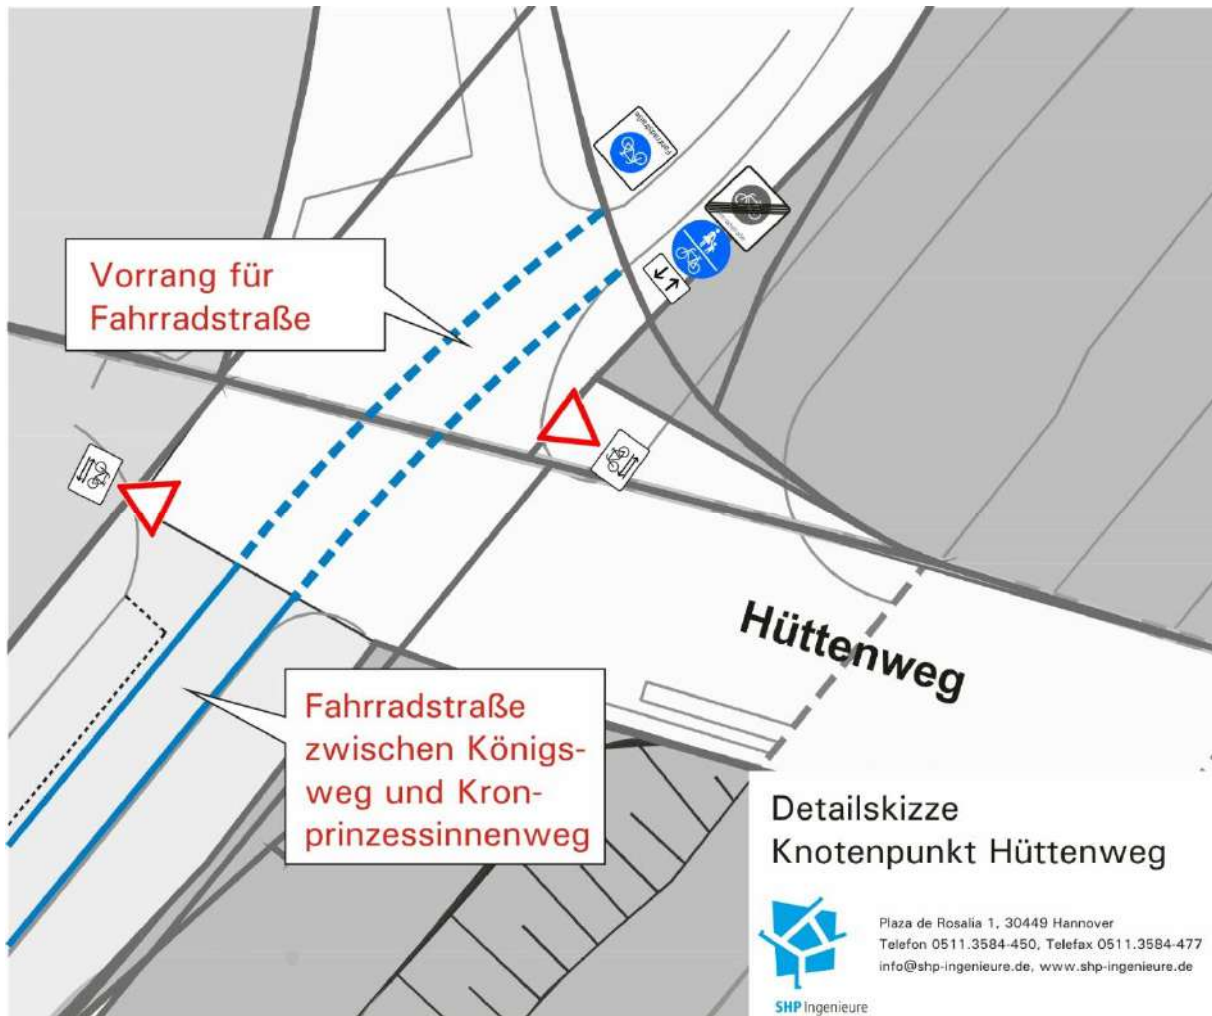 Fahrradstraße
Vorrang für
Fahrradstraße
Hüttenweg
Fahrradstraße
zwischen Königs-
weg und Kron-
prinzessinnenweg
Detailskizze
Knotenpunkt Hüttenweg
Plaza de Rosalia 1, 30449 Hannover
Telefon 0511.3584-450, Telefax 0511.3584-477
info@shp-ingenieure.de, www.shp-ingenieure.de
SHP Ingenieure